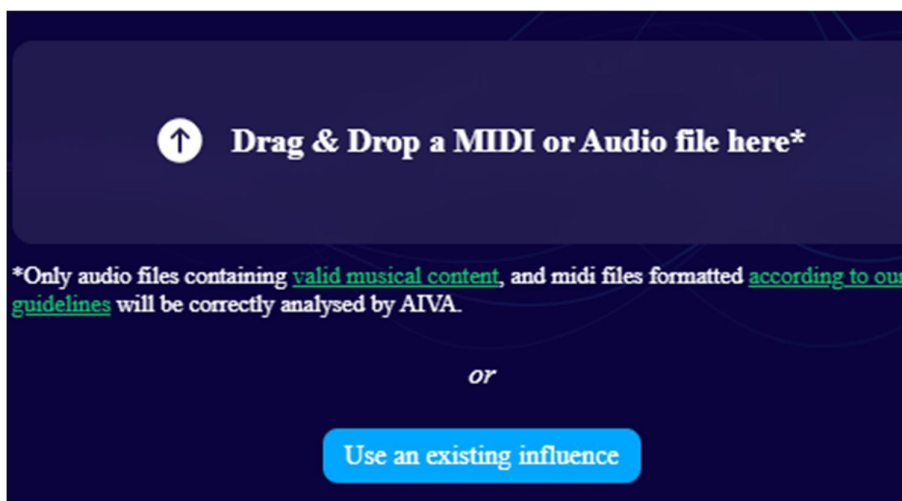 Drag & Drop a MIDI or Audio file here*
*Only audio files containing valid musical content, and midi files formatted according to our
guidelines will be correctly analysed by AIVA.
or
Use an existing influence